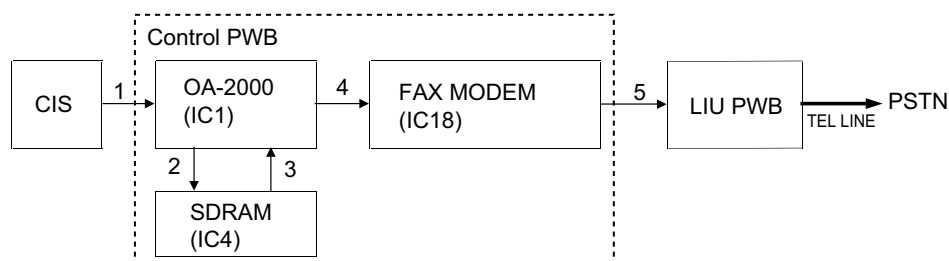 Control PWB
CIS
1
OA-2000
(IC1)
4
FAX MODEM
(IC18)
5
LIU PWB
TEL LINE
PSTN
2
3
SDRAM
(IC4)